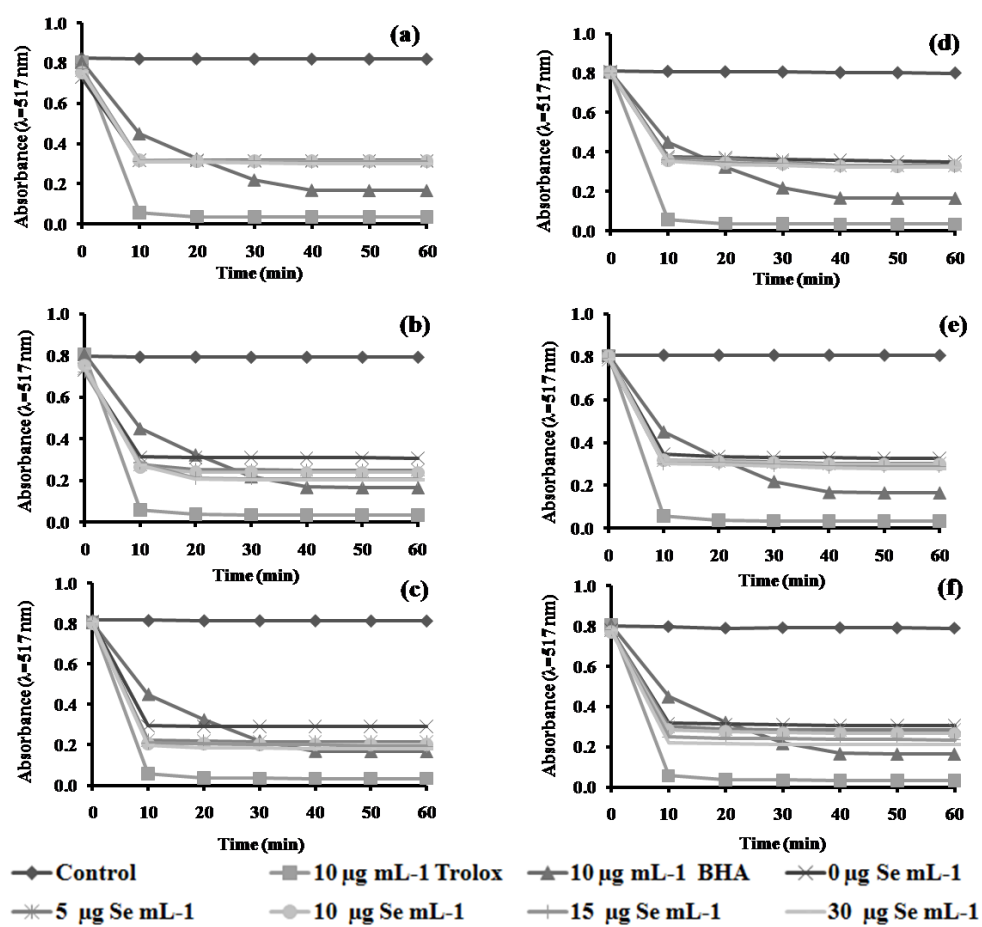 (a)
Absorbance (λ=517 nm)
1.0
0.8
0.6
0.4
0.2
0.0
0 10 20 30 40 50 60
Time (min)
(d)
Absorbance (λ=517 nm)
1.0
0.8
0.6
0.4
0.2
0.0
0 10 20 30 40 50 60
Time (min)
(b)
Absorbance (λ=517 nm)
1.0
0.8
0.6
0.4
0.2
0.0
0 10 20 30 40 50 60
Time (min)
(e)
Absorbance (λ=517 nm)
1.0
0.8
0.6
0.4
0.2
0.0
0 10 20 30 40 50 60
Time (min)
(c)
Absorbance (λ=517 nm)
1.0
0.8
0.6
0.4
0.2
0.0
0 10 20 30 40 50 60
Time (min)
(f)
Absorbance (λ=517 nm)
1.0
0.8
0.6
0.4
0.2
0.0
0 10 20 30 40 50 60
Time (min)
Control 10 µg mL-1 Trolox 10 µg mL-1 BHA 0 µg Se mL-1
5 µg Se mL-1 10 µg Se mL-1 15 µg Se mL-1 30 µg Se mL-1